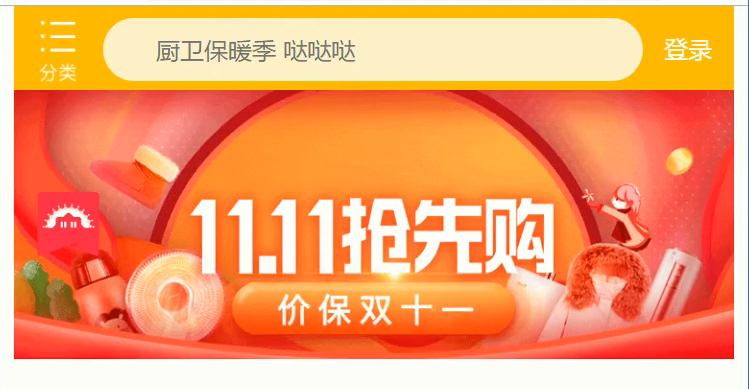 分类
厨卫保暖季 哒哒哒
登录
11.11抢先购
价保双十一